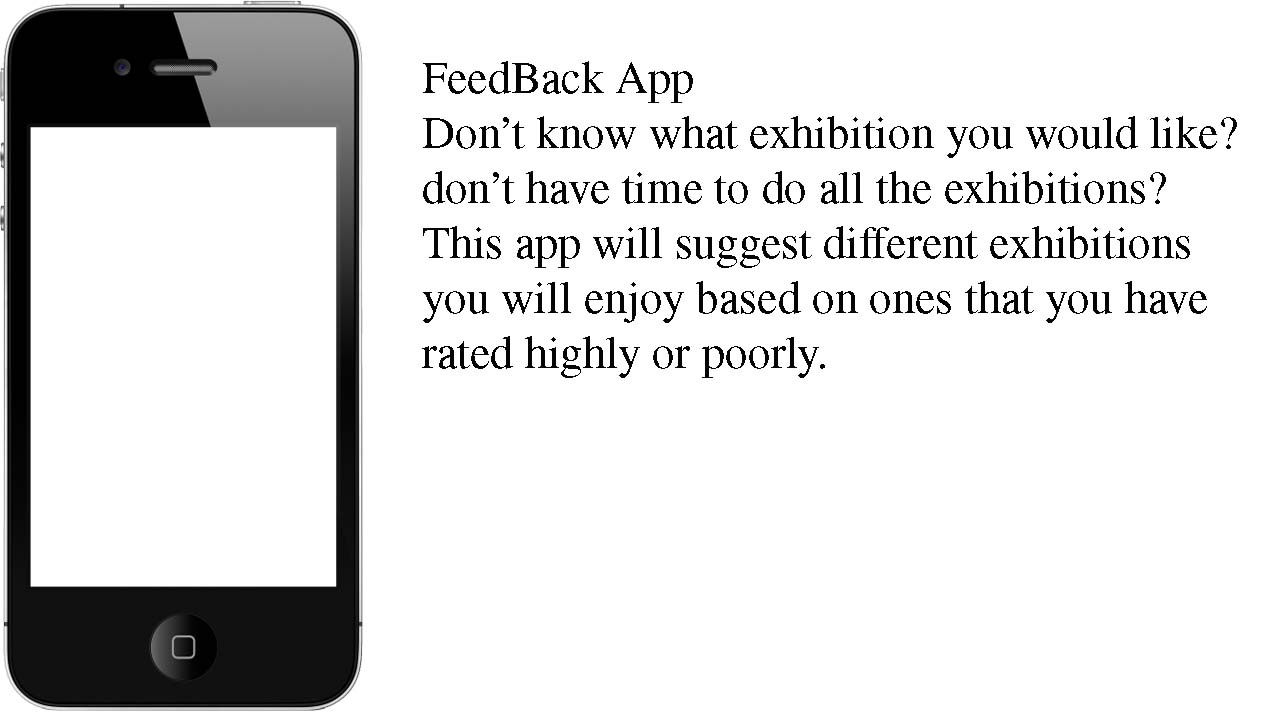 FeedBack App
Don’t know what exhibition you would like?
don’t have time to do all the exhibitions?
This app will suggest different exhibitions
you will enjoy based on ones that you have
rated highly or poorly.